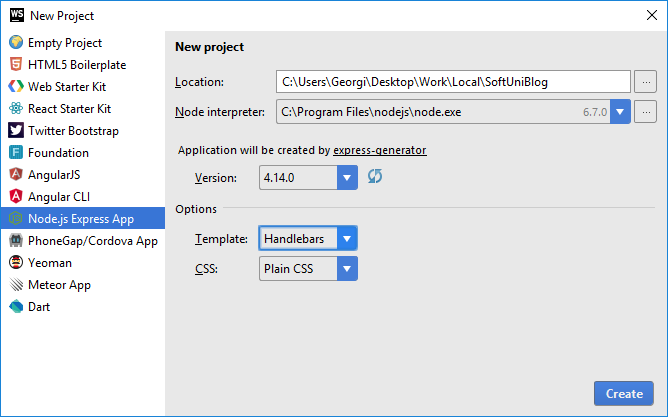 WS New Project
Empty Project
HTML5 Boilerplate
Web Starter Kit
React Starter Kit
Twitter Bootstrap
Foundation
AngularJS
Angular CLI
Node.js Express App
PhoneGap/Cordova App
Yeoman
Meteor App
Dart
New project
Location: C:\Users\Georgi\Desktop\Work\Local\SoftUniBlog ...
Node interpreter: C:\Program Files\nodejs\node.exe 6.7.0 ...
Application will be created by express-generator
Version: 4.14.0
Options
Template: Handlebars
CSS: Plain CSS
Create